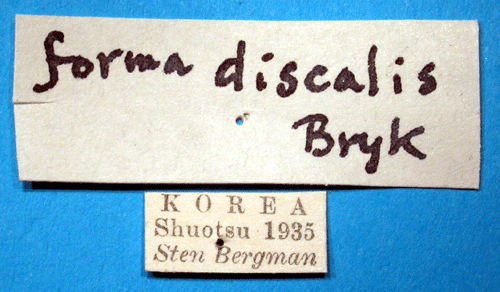 forma discalis
Bryk
KOREA
Shuotsu 1935
Sten Bergman